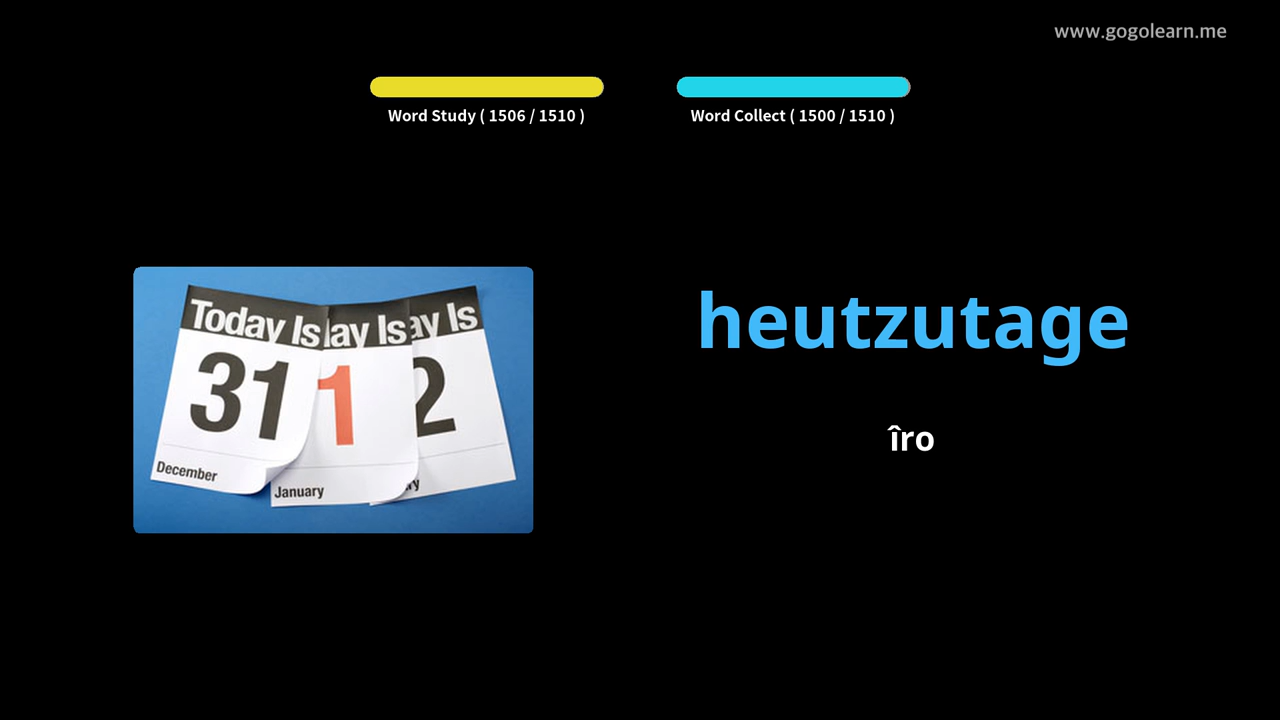 www.gogolearn.me
Word Study ( 1506 / 1510 )
Word Collect ( 1500 / 1510 )
Today Is
ay Is
ay Is
31
1
2
December
January
ry
heutzutage
îro